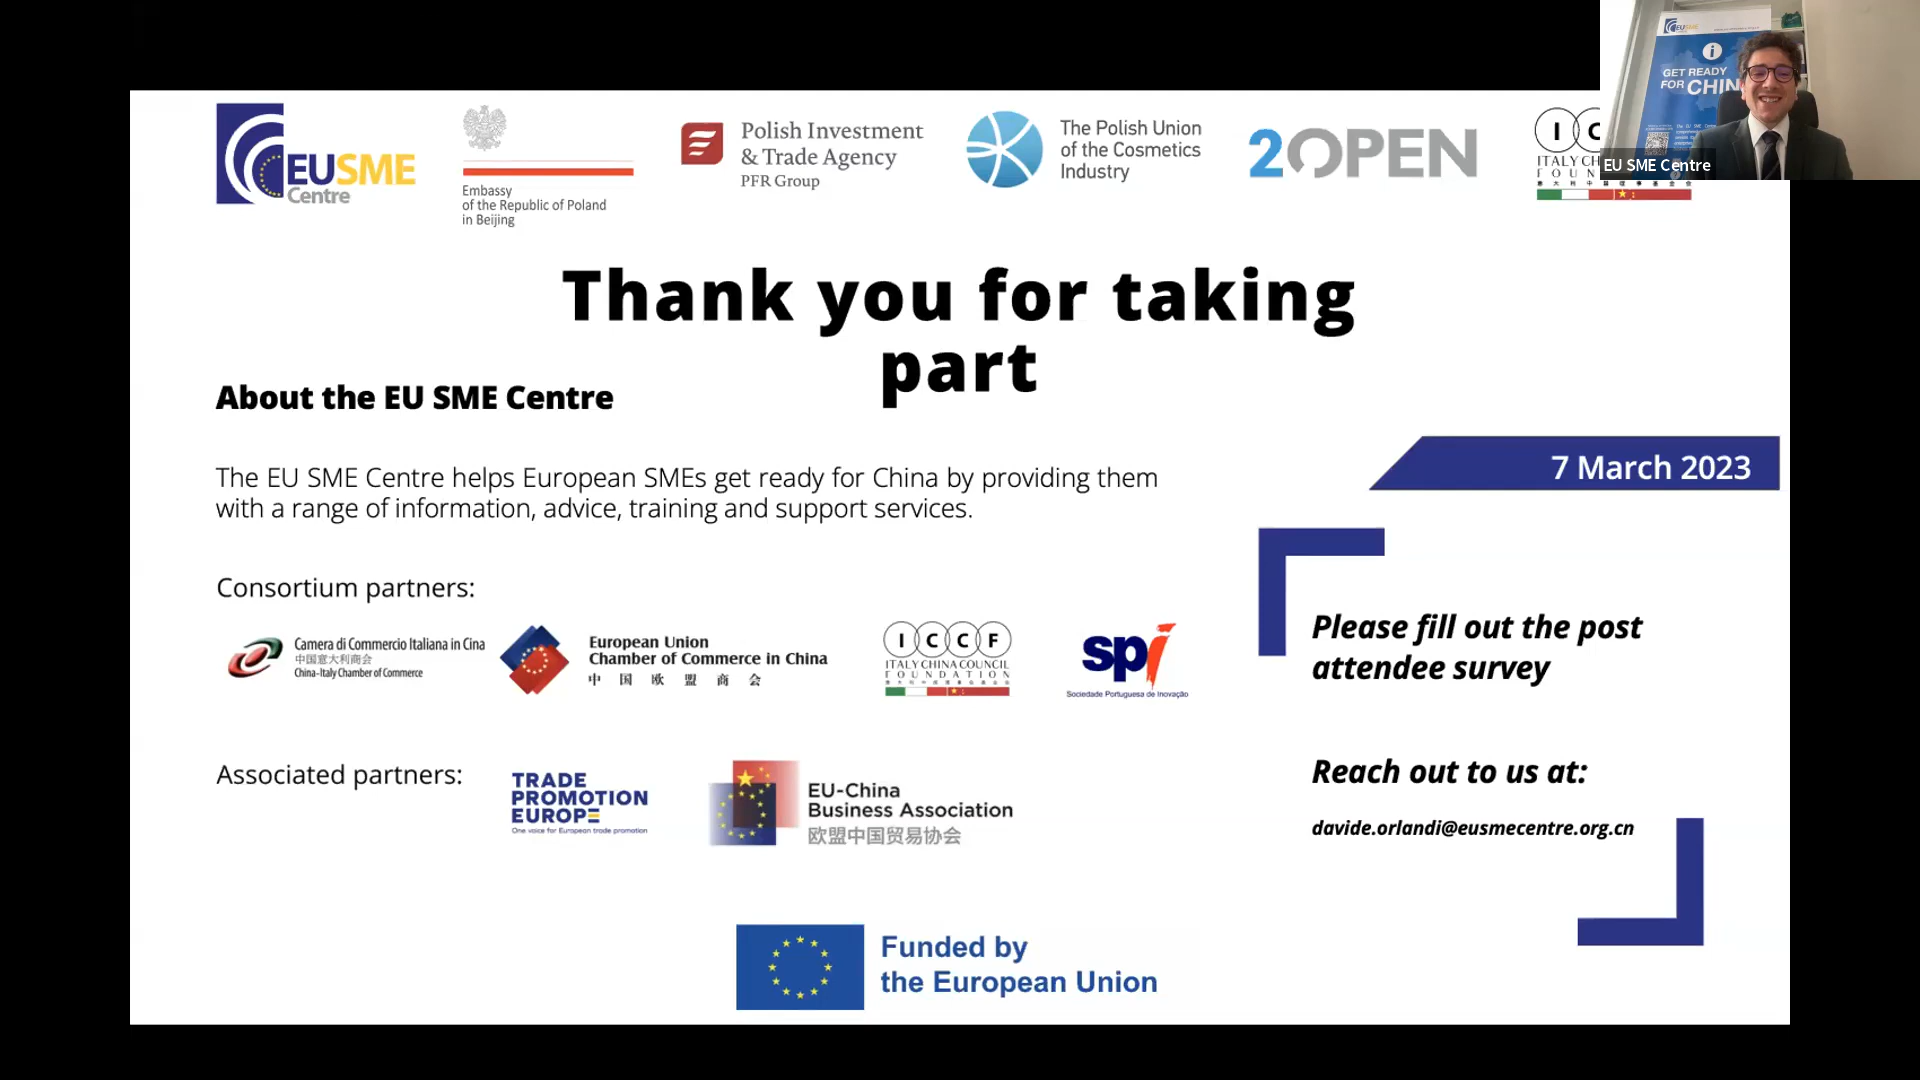 EUSME
Centre
Embassy
of the Republic of Poland
in Beijing
Polish Investment
& Trade Agency
PFR Group
The Polish Union
of the Cosmetics
Industry
2OPEN
I C
ITALY CH
FOUN
EUSME
i
GET READY
FOR CHIN
EU SME Centre
Thank you for taking
part
About the EU SME Centre
The EU SME Centre helps European SMEs get ready for China by providing them
with a range of information, advice, training and support services.
7 March 2023
Consortium partners:
Camera di Commercio Italiana in Cina
中国意大利商会
China-Italy Chamber of Commerce
European Union
Chamber of Commerce in China
中 国 欧 盟 商 会
I C C F
ITALY CHINA COUNCIL
FOUNDATION
spi
Sociedade Portuguesa de Inovação
Please fill out the post
attendee survey
Associated partners:
TRADE
PROMOTION
EUROPE
One voice for European trade promotion
EU-China
Business Association
欧盟中国贸易协会
Reach out to us at:
davide.orlandi@eusmecentre.org.cn
Funded by
the European Union